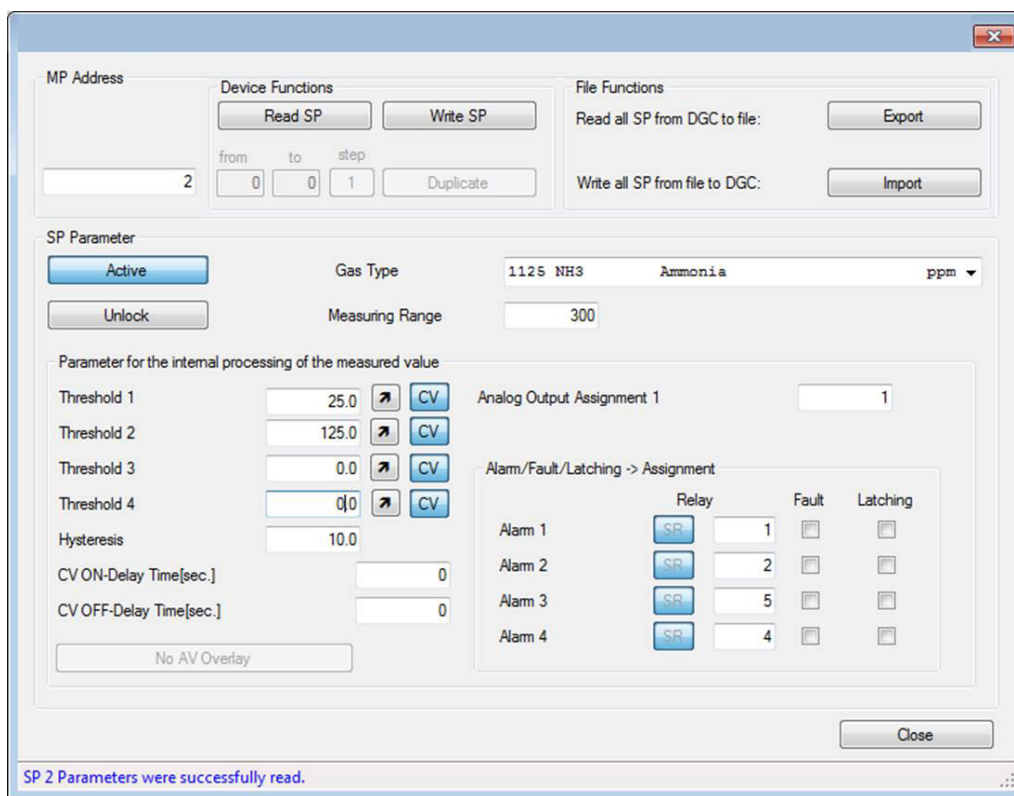 MP Address
2
Device Functions
Read SP Write SP
from to step
0 0 1 Duplicate
File Functions
Read all SP from DGC to file: Export
Write all SP from file to DGC: Import
SP Parameter
Active Gas Type 1125 NH3 Ammonia ppm
Unlock Measuring Range 300
Parameter for the internal processing of the measured value
Threshold 1 25.0 CV
Threshold 2 125.0 CV
Threshold 3 0.0 CV
Threshold 4 0.0 CV
Hysteresis 10.0
CV ON-Delay Time[sec.] 0
CV OFF-Delay Time[sec.] 0
No AV Overlay
Analog Output Assignment 1 1
Alarm/Fault/Latching -> Assignment
Relay Fault Latching
Alarm 1 SR 1
Alarm 2 SR 2
Alarm 3 SR 5
Alarm 4 SR 4
Close
SP 2 Parameters were successfully read.